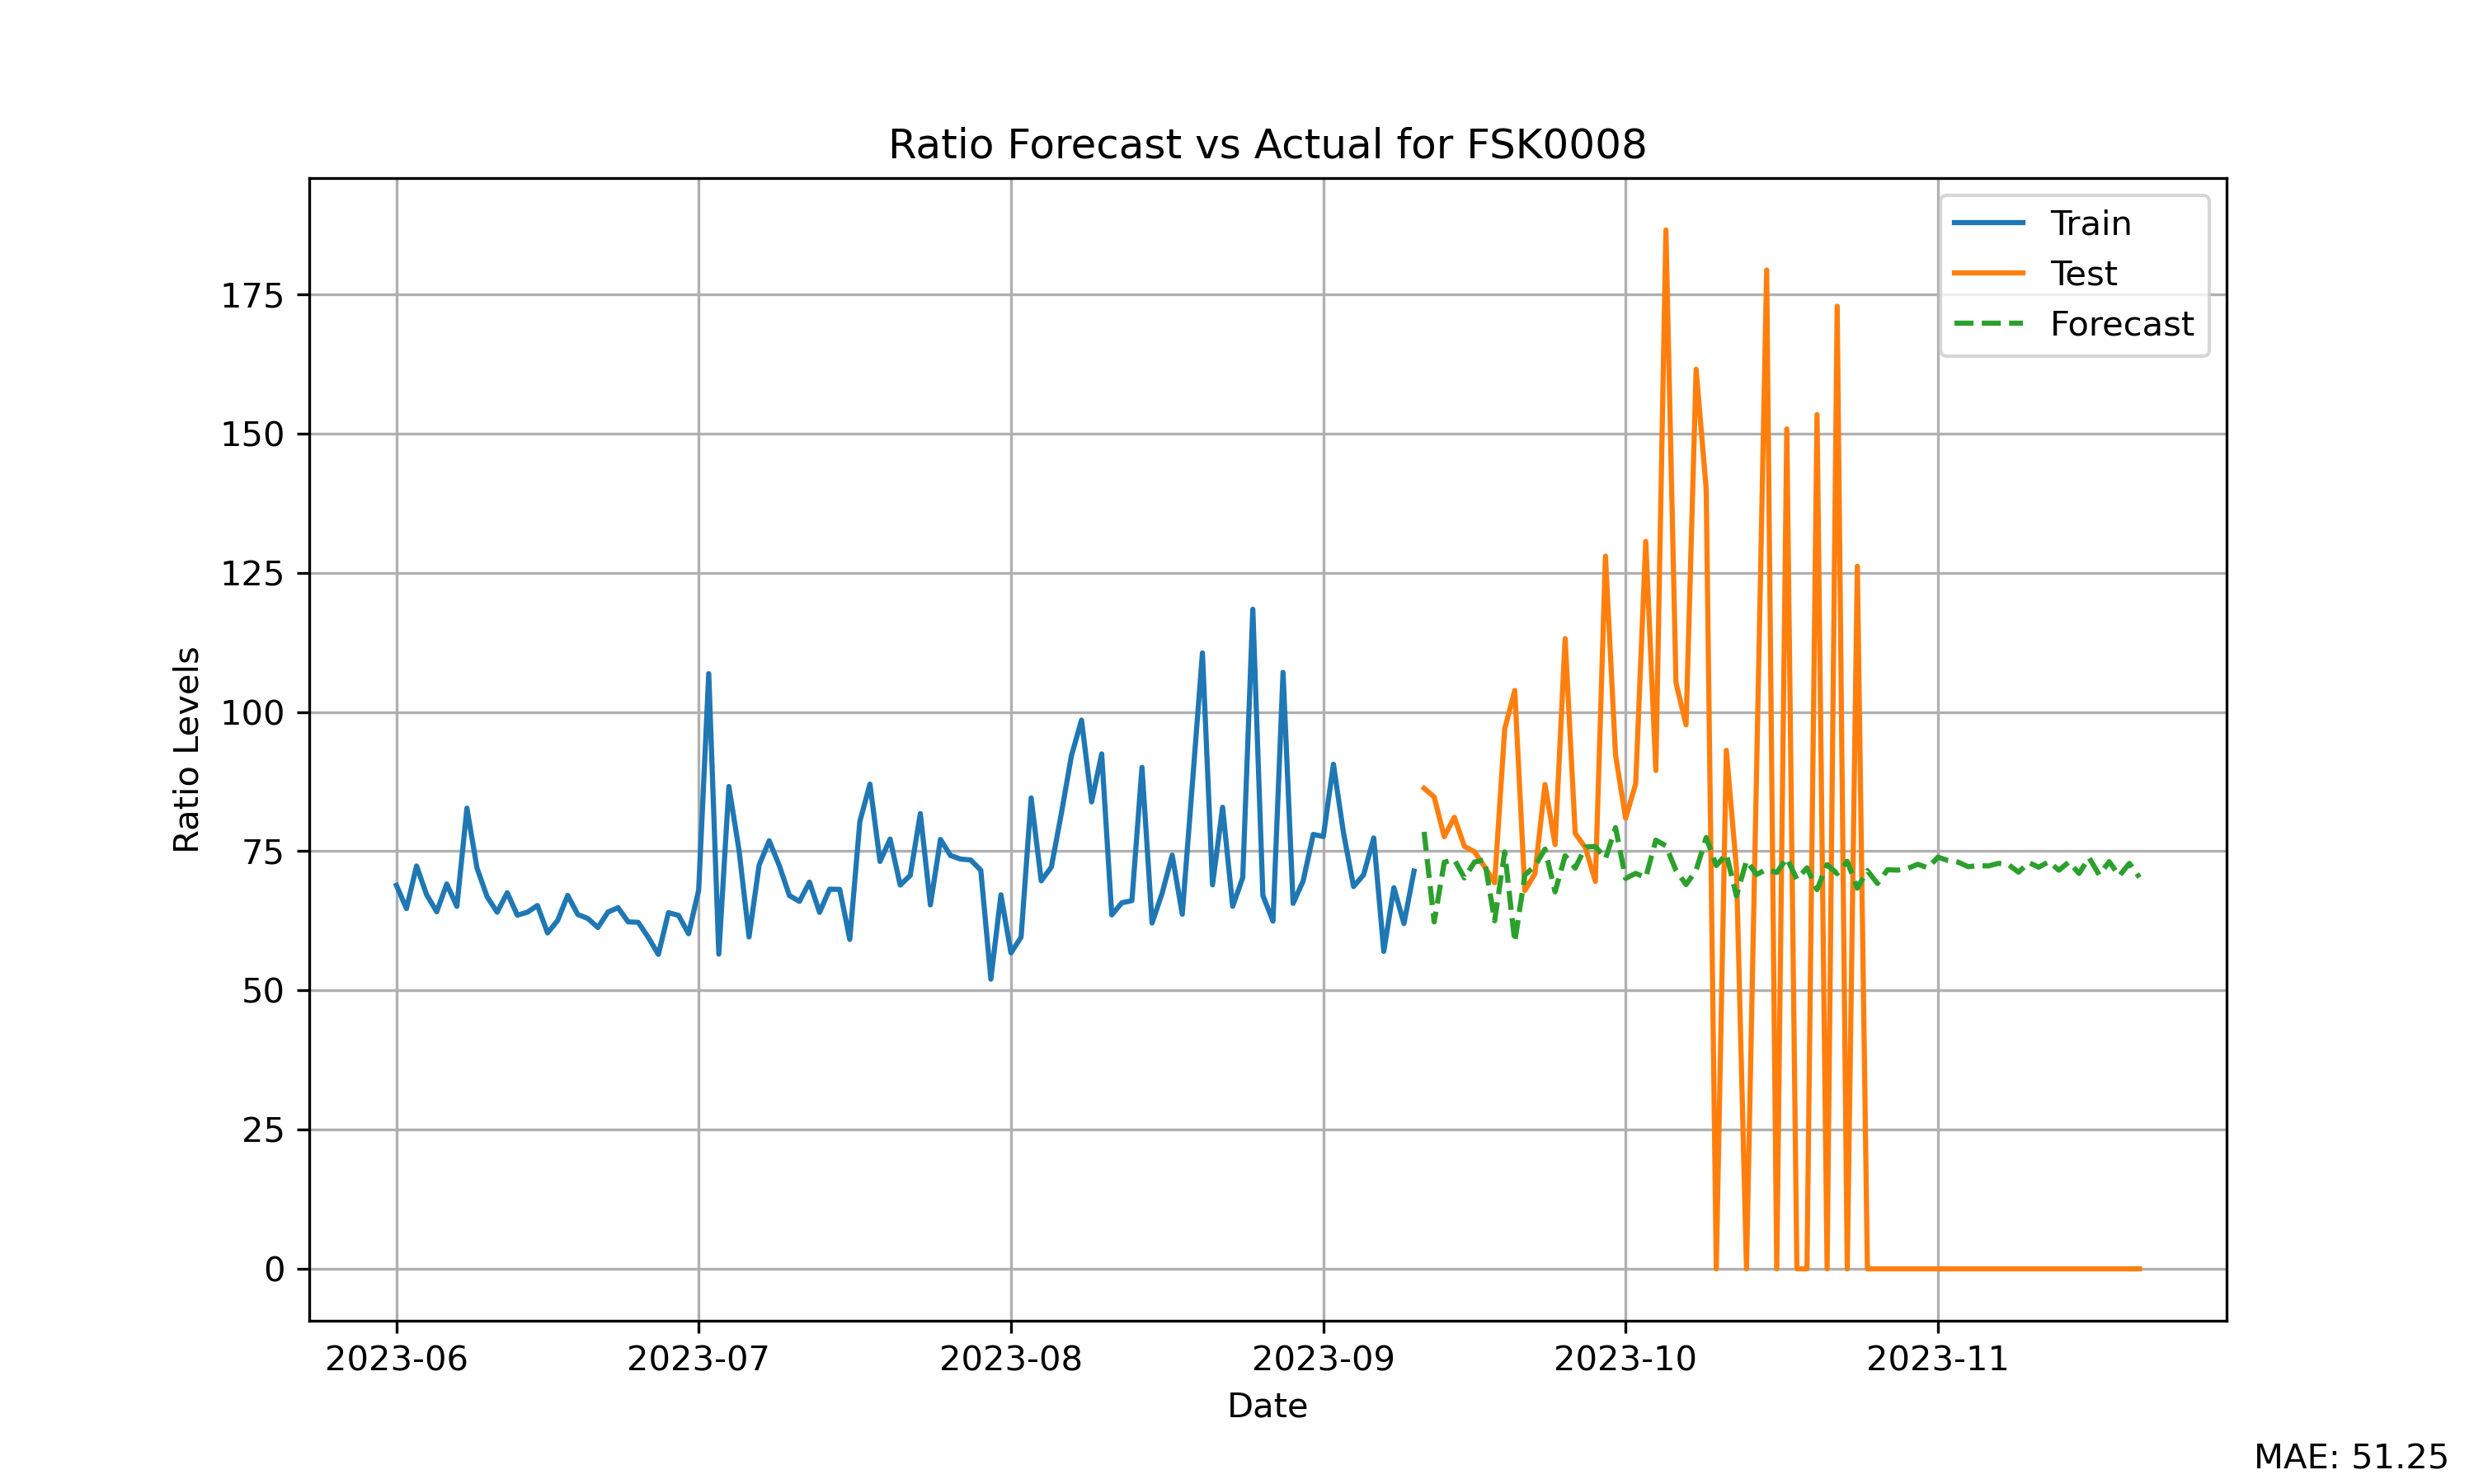 Ratio Forecast vs Actual for FSK0008
Train
Test
Forecast
175
150
125
100
75
50
25
0
Ratio Levels
2023-06 2023-07 2023-08 2023-09 2023-10 2023-11
Date
MAE: 51.25